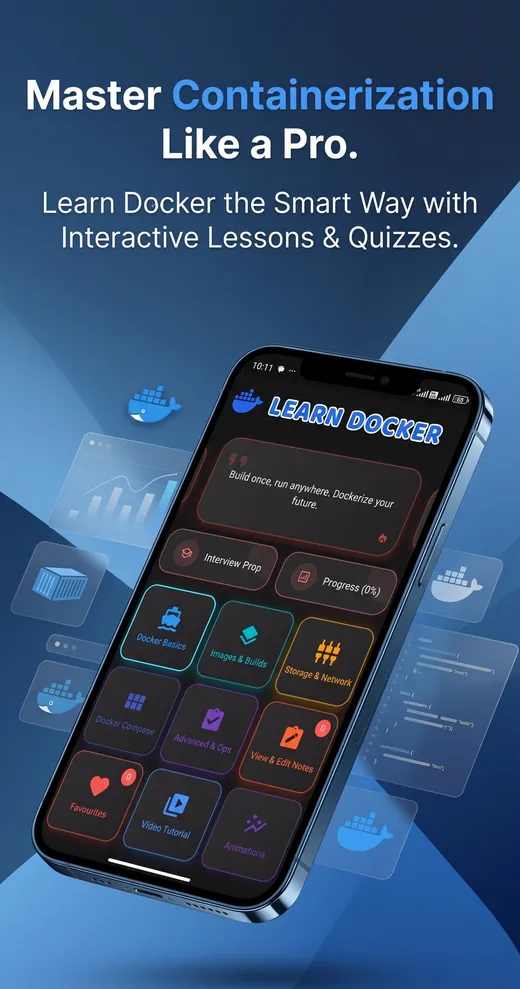 Master Containerization
Like a Pro.
Learn Docker the Smart Way with
Interactive Lessons & Quizzes.
10:11
LEARN DOCKER
Build once, run anywhere. Dockerize your
future.
Interview Prop
Progress (0%)
Docker Basics
Images & Builds
Storage & Network
Docker Compose
Advanced & Ops
0
View & Edit Notes
0
Favourites
Video Tutorial
Animations